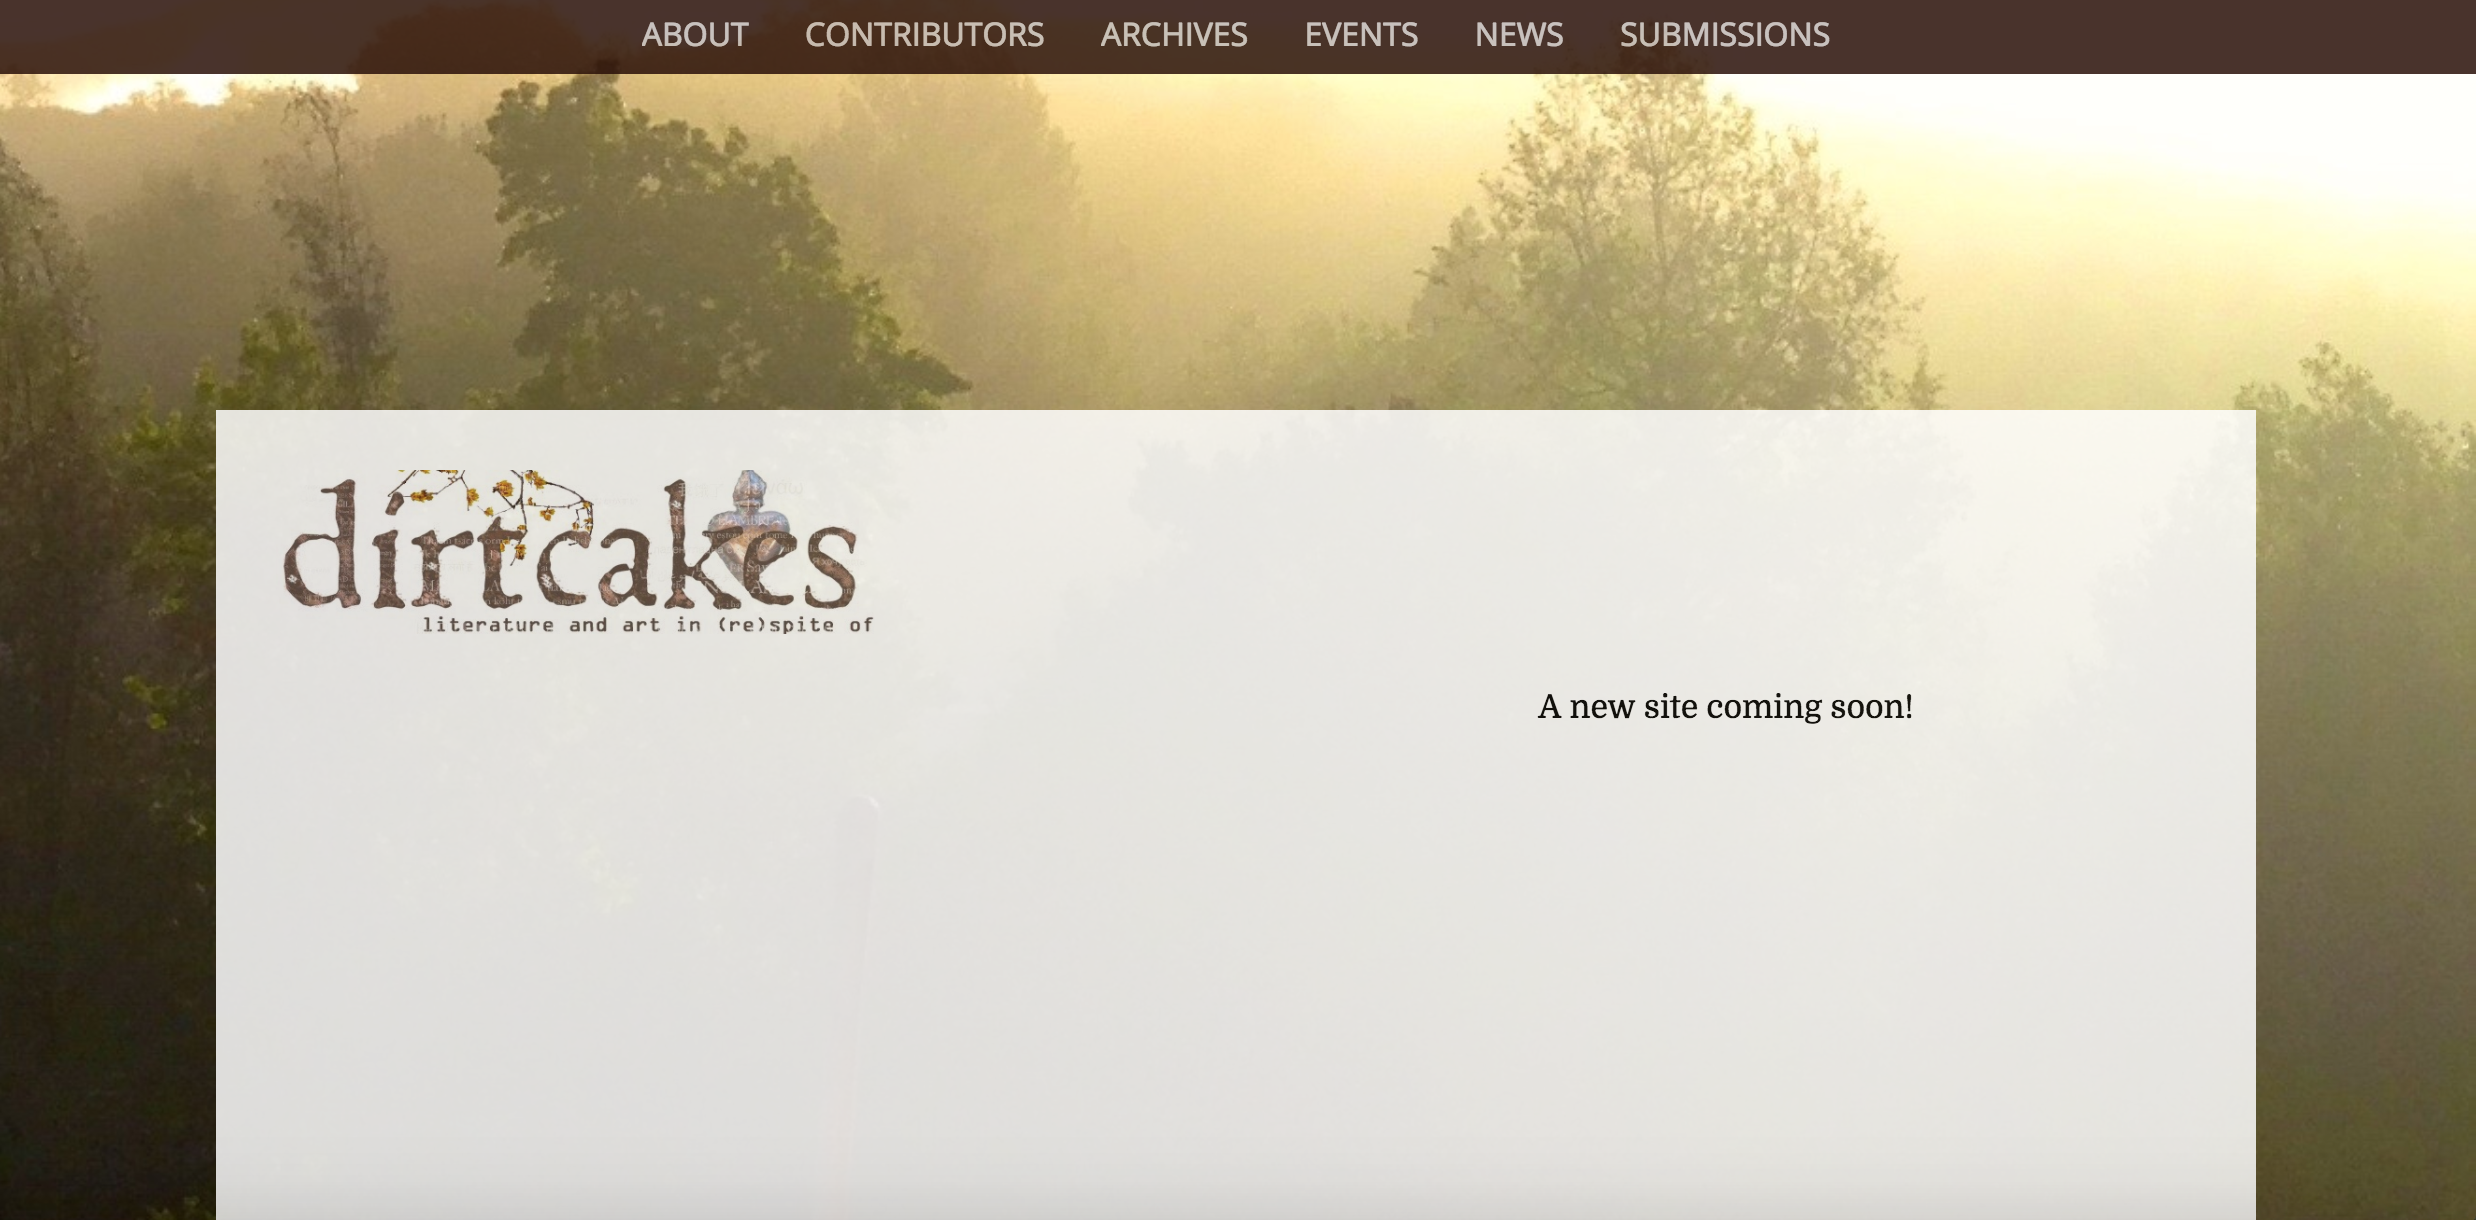 ABOUT CONTRIBUTORS ARCHIVES EVENTS NEWS SUBMISSIONS
dirtcakes
literature and art in (re)spite of
A new site coming soon!